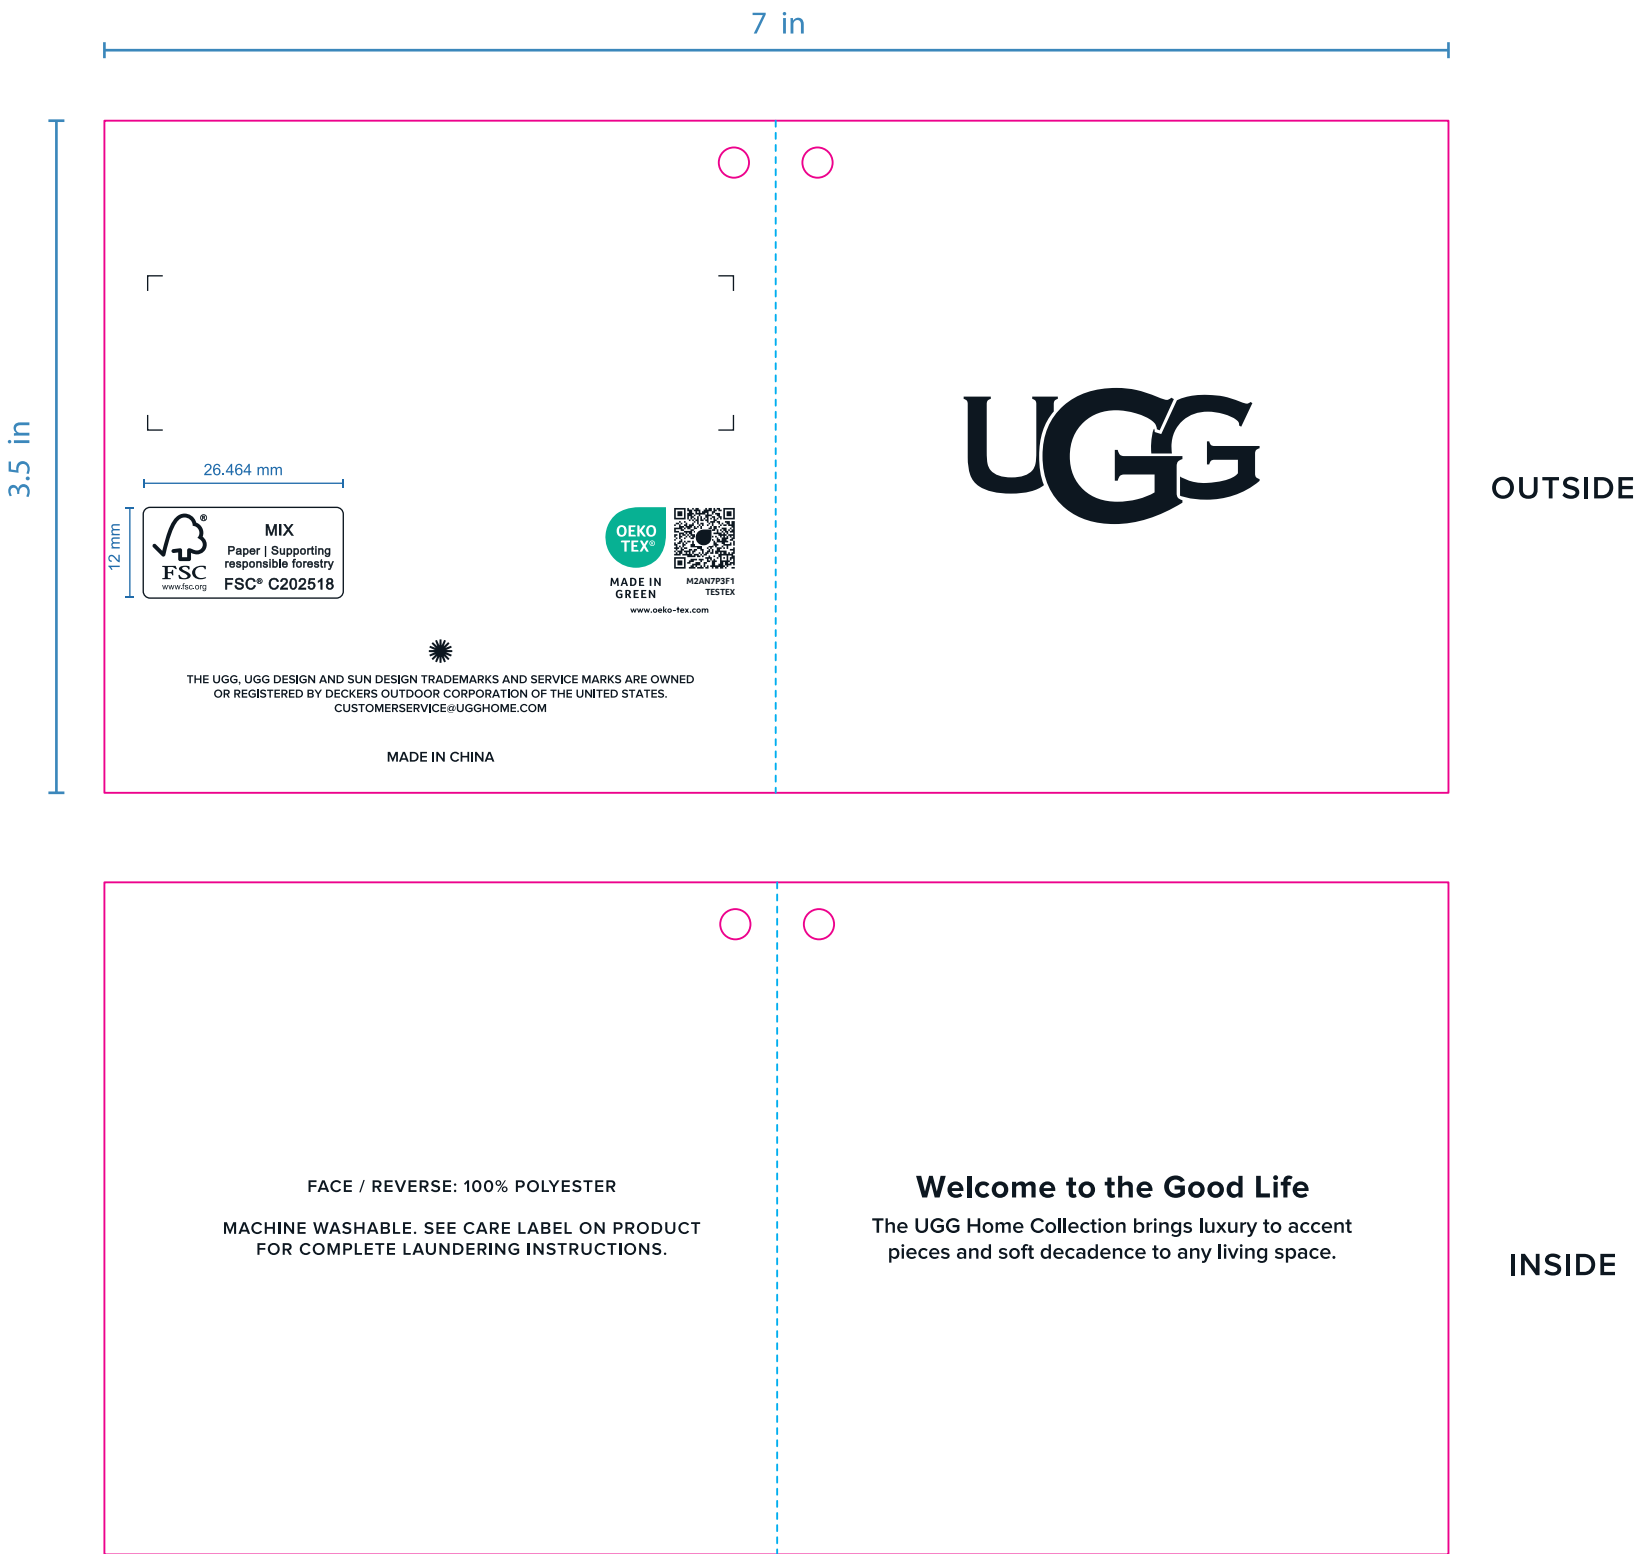 7 in
3.5 in
UGG
OUTSIDE
26.464 mm
12 mm
®
FSC
www.fsc.org
MIX
Paper | Supporting
responsible forestry
FSC® C202518
OEKO
TEX®
MADE IN
GREEN
M2AN7P3F1
TESTEX
www.oeko-tex.com
THE UGG, UGG DESIGN AND SUN DESIGN TRADEMARKS AND SERVICE MARKS ARE OWNED
OR REGISTERED BY DECKERS OUTDOOR CORPORATION OF THE UNITED STATES.
CUSTOMERSERVICE@UGGHOME.COM
MADE IN CHINA
FACE / REVERSE: 100% POLYESTER
MACHINE WASHABLE. SEE CARE LABEL ON PRODUCT
FOR COMPLETE LAUNDERING INSTRUCTIONS.
Welcome to the Good Life
The UGG Home Collection brings luxury to accent
pieces and soft decadence to any living space.
INSIDE